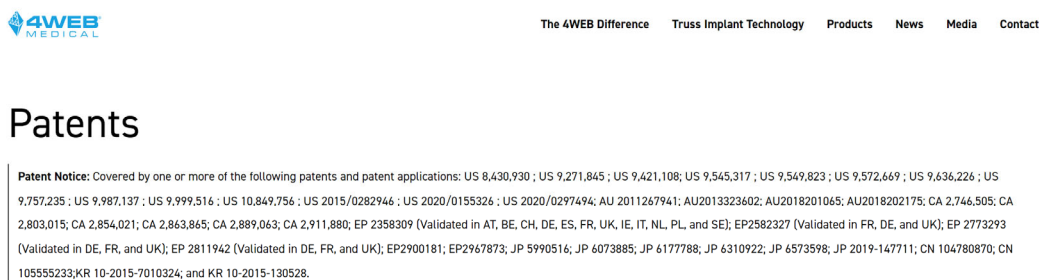 4WEB
MEDICAL
The 4WEB Difference Truss Implant Technology Products News Media Contact
Patents
Patent Notice: Covered by one or more of the following patents and patent applications: US 8,430,930 ; US 9,271,845 ; US 9,421,108; US 9,545,317 ; US 9,549,823 ; US 9,572,669 ; US 9,636,226 ; US
9,757,235 ; US 9,987,137 ; US 9,999,516 ; US 10,849,756 ; US 2015/0282946 ; US 2020/0155326 ; US 2020/0297494; AU 2011267941; AU2013323602; AU2018201065; AU2018202175; CA 2,746,505; CA
2,803,015; CA 2,854,021; CA 2,863,865; CA 2,889,063; CA 2,911,880; EP 2358309 (Validated in AT, BE, CH, DE, ES, FR, UK, IE, IT, NL, PL, and SE); EP2582327 (Validated in FR, DE, and UK); EP 2773293
(Validated in DE, FR, and UK); EP 2811942 (Validated in DE, FR, and UK); EP2900181; EP2967873; JP 5990516; JP 6073885; JP 6177788; JP 6310922; JP 6573598; JP 2019-147711; CN 104780870; CN
105555233;KR 10-2015-7010324; and KR 10-2015-130528.